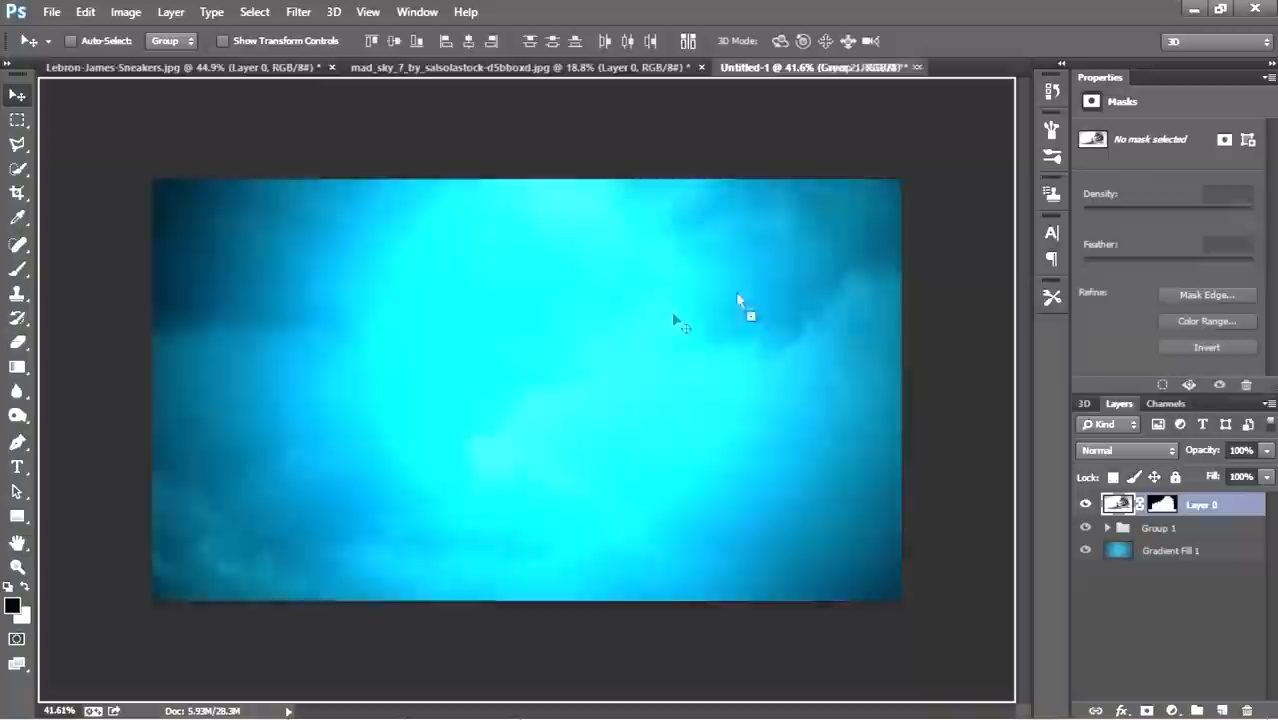 Ps File Edit Image Layer Type Select Filter 3D View Window Help
Auto-Select: Group Show Transform Controls 3D Mode: 3D
Lebron-James-Sneakers.jpg @ 44.9% (Layer 0, RGB/8#) * × mad_sky_7_by_salsolastock-d5bboxd.jpg @ 18.8% (Layer 0, RGB/8#) * × Untitled-1 @ 41.6%
Properties
Masks
No mask selected
Density:
Feather:
Refine: Mask Edge...
Color Range...
Invert
3D Layers Channels
Kind
Normal Opacity: 100%
Lock: Fill: 100%
Layer 0
Group 1
Gradient Fill 1
41.61% Doc: 5.93M/28.3M